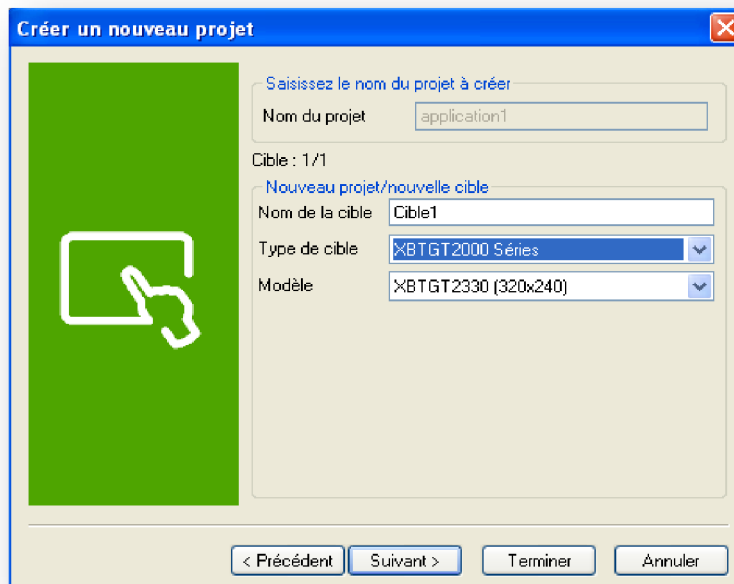 Créer un nouveau projet
Saisissez le nom du projet à créer
Nom du projet application1
Cible : 1/1
Nouveau projet/nouvelle cible
Nom de la cible Cible1
Type de cible XBTGT2000 Séries
Modèle XBTGT2330 (320x240)
< Précédent Suivant > Terminer Annuler